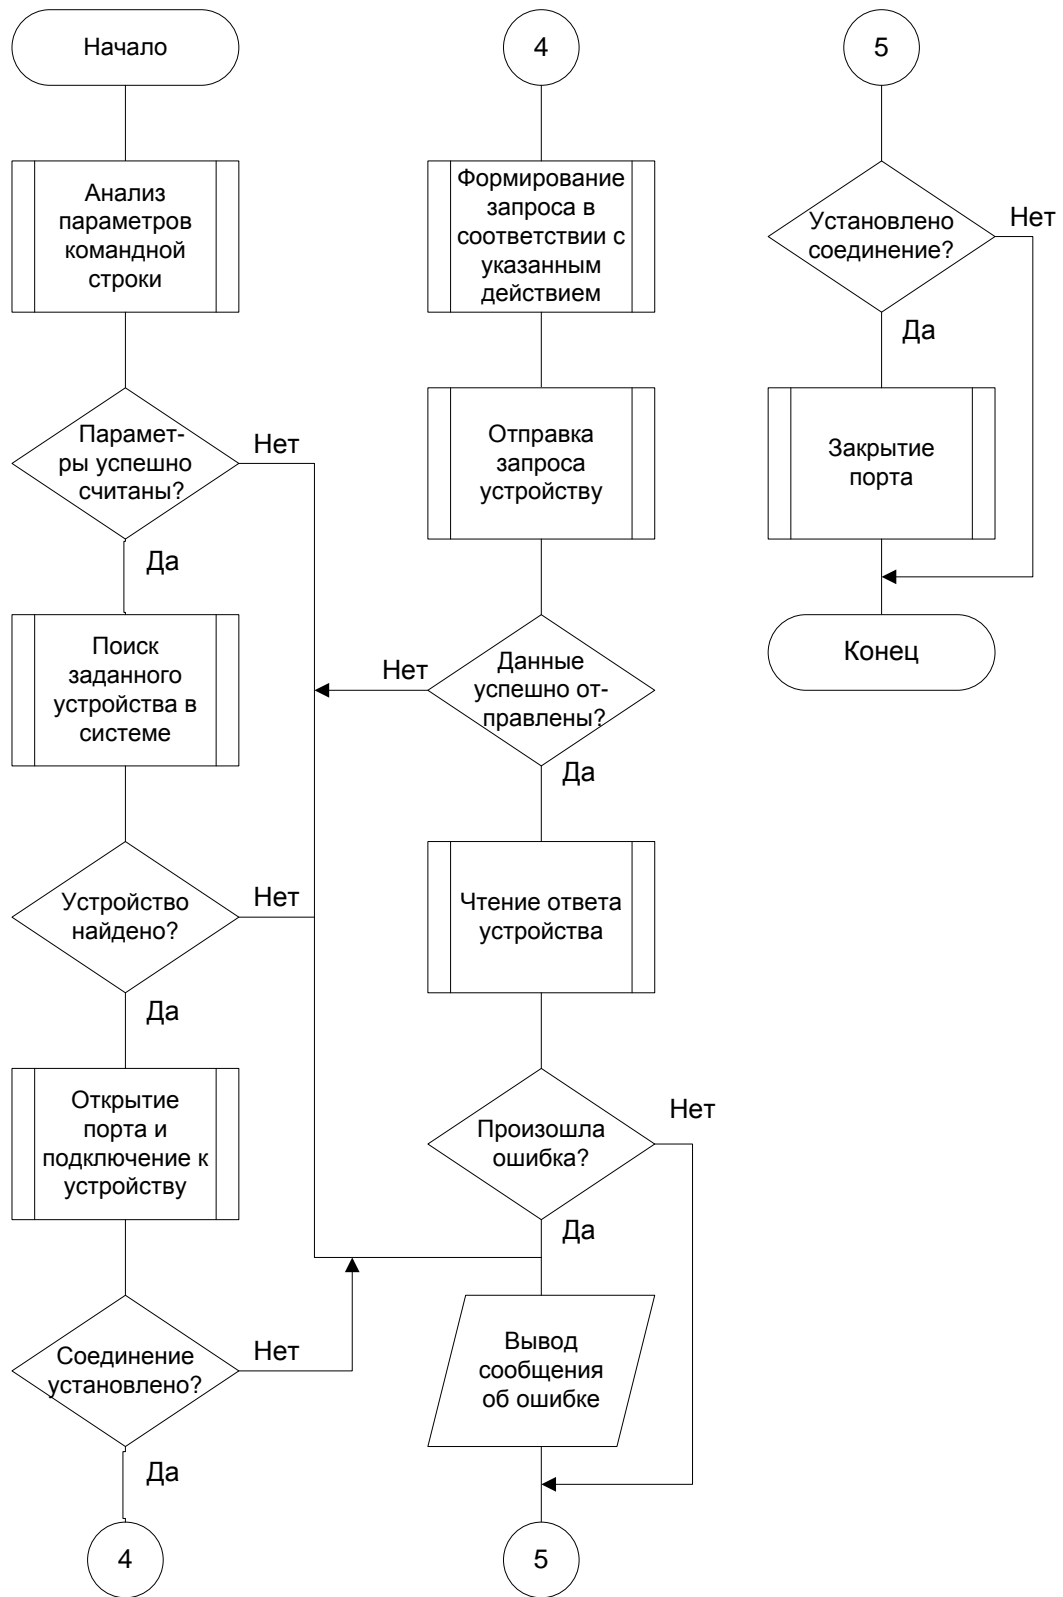 Начало
Анализ
параметров
командной
строки
Парамет-
ры успешно
считаны?
Нет
Да
Поиск
заданного
устройства в
системе
Устройство
найдено?
Нет
Да
Открытие
порта и
подключение к
устройству
Соединение
установлено?
Нет
Да
4
4
Формирование
запроса в
соответствии с
указанным
действием
Отправка
запроса
устройству
Нет
Данные
успешно от-
правлены?
Да
Чтение ответа
устройства
Произошла
ошибка?
Нет
Да
Вывод
сообщения
об ошибке
5
5
Установлено
соединение?
Нет
Да
Закрытие
порта
Конец